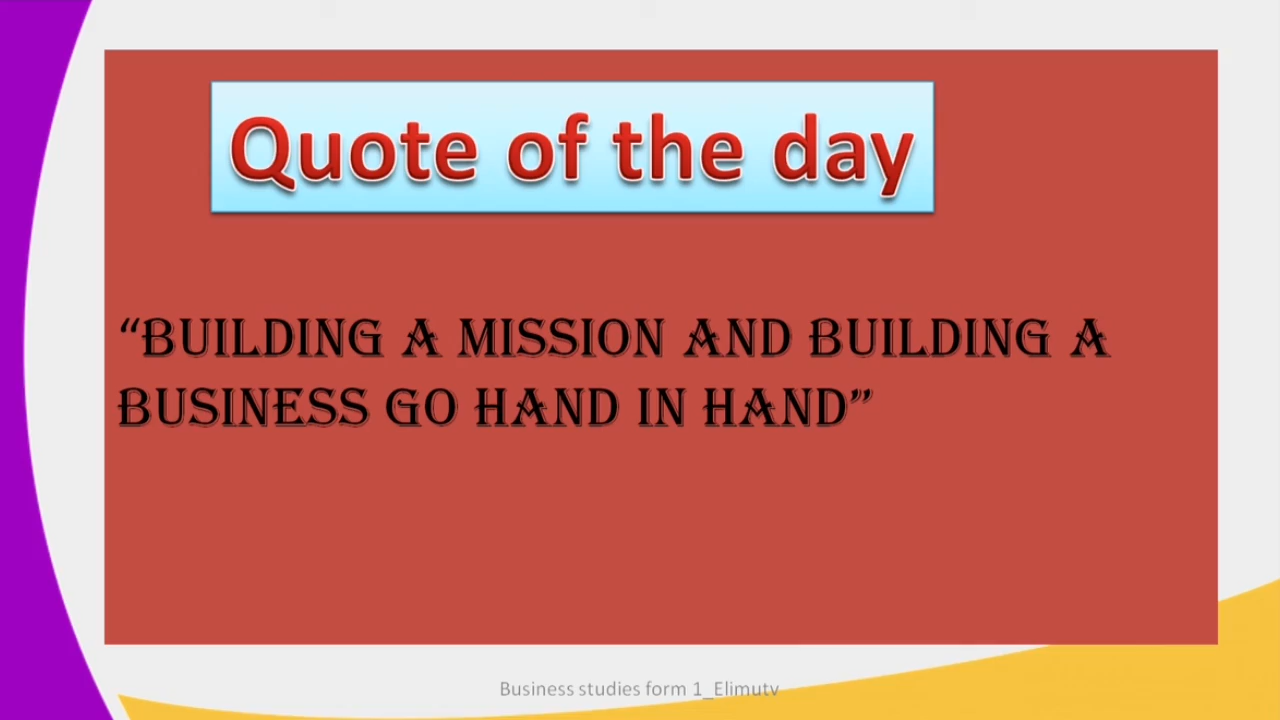 Quote of the day
“BUILDING A MISSION AND BUILDING A
BUSINESS GO HAND IN HAND”
Business studies form 1_Elimutv